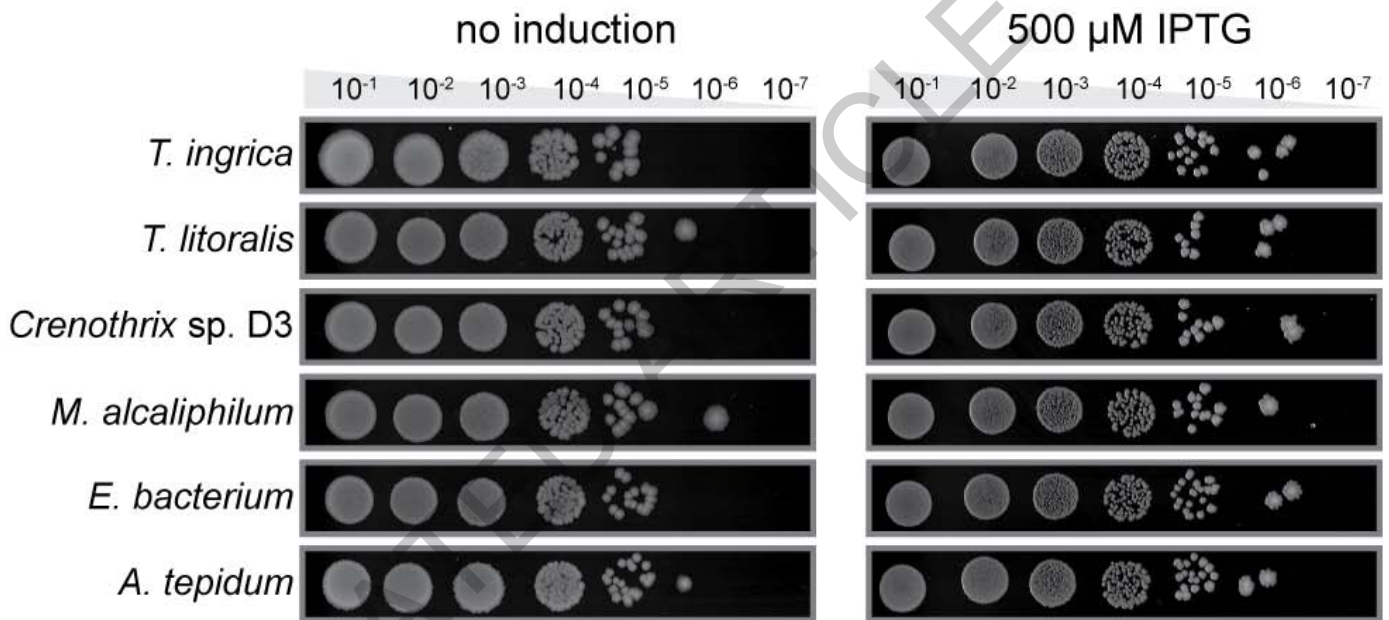 no induction 500 µM IPTG
10-1 10-2 10-3 10-4 10-5 10-6 10-7 10-1 10-2 10-3 10-4 10-5 10-6 10-7
T. ingrica
T. litoralis
Crenothrix sp. D3
M. alcaliphilum
E. bacterium
A. tepidum
ATED ARTICLE